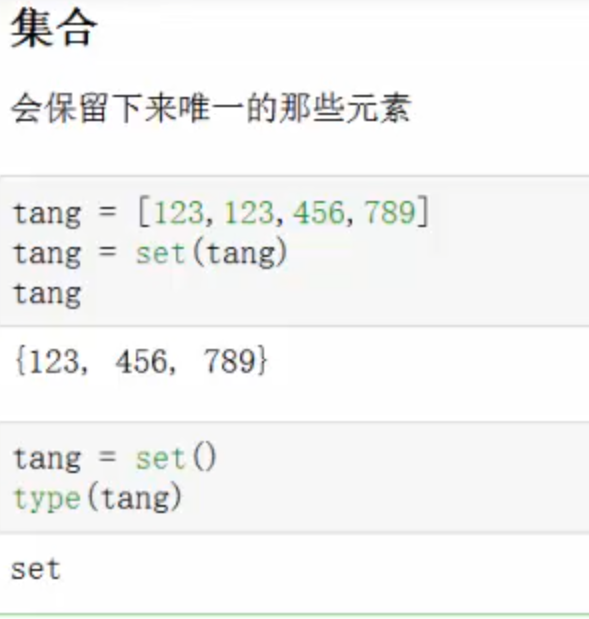 集合
会保留下来唯一的那些元素
tang = [123,123,456,789]
tang = set(tang)
tang
{123, 456, 789}
tang = set()
type(tang)
set